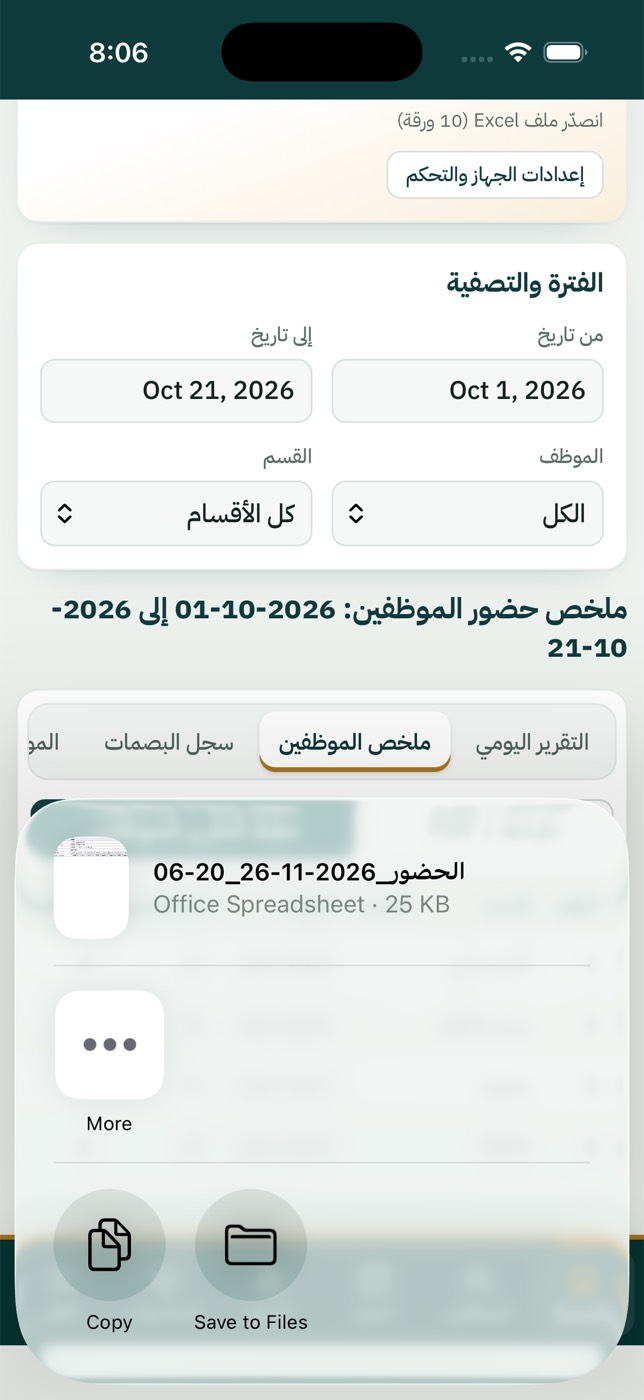 8:06
انصدّر ملف Excel (10 ورقة)
إعدادات الجهاز والتحكم
الفترة والتصفية
من تاريخ
إلى تاريخ
Oct 1, 2026
Oct 21, 2026
الموظف
القسم
الكل
كل الأقسام
ملخص حضور الموظفين: 2026-10-01 إلى 2026-
10-21
التقرير اليومي
ملخص الموظفين
سجل البصمات
المو
الحضور_2026-11-26_20-06
Office Spreadsheet · 25 KB
More
Copy
Save to Files